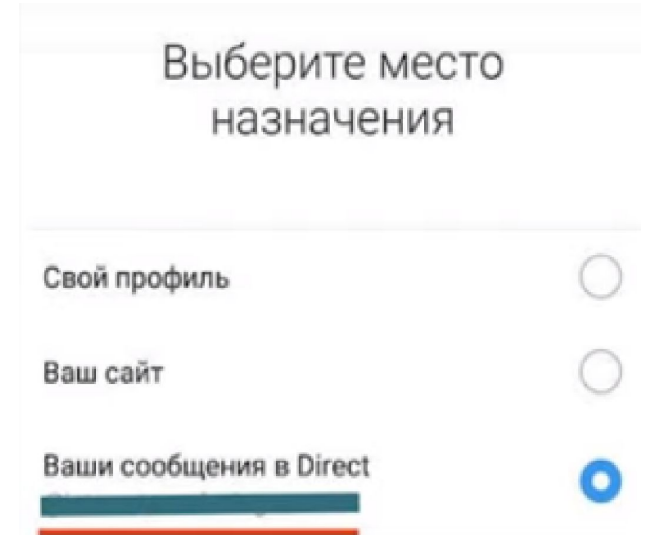 Выберите место
назначения
Свой профиль
Ваш сайт
Ваши сообщения в Direct